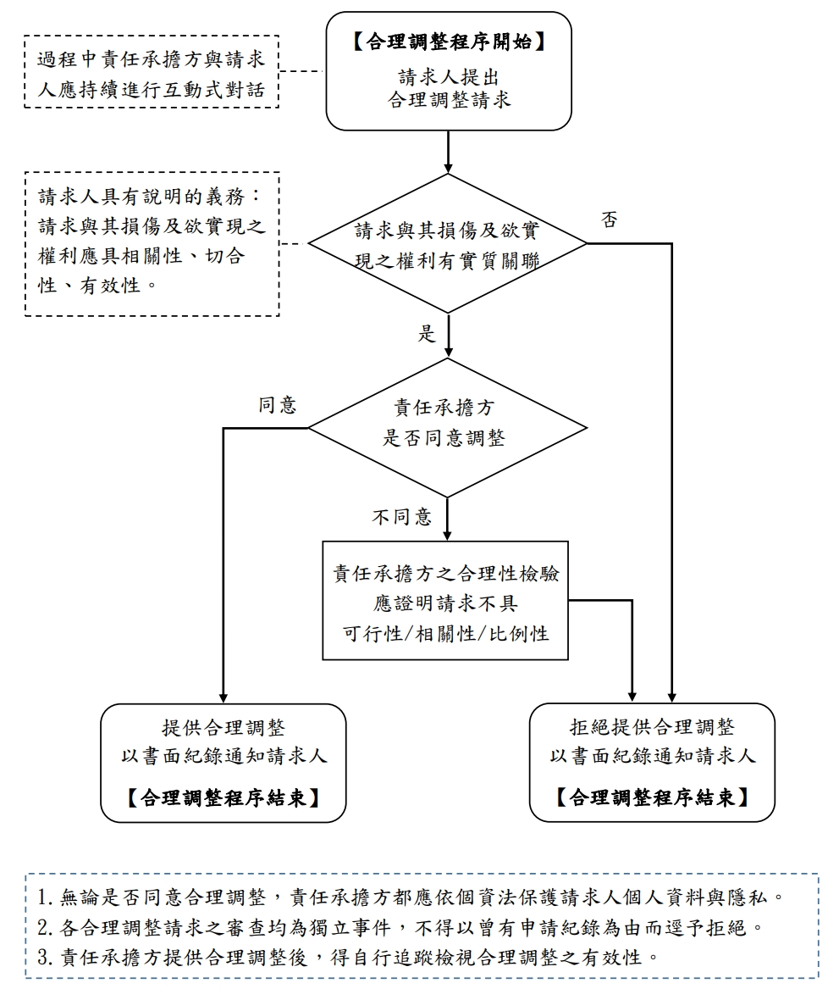 【合理調整程序開始】
請求人提出
合理調整請求
過程中責任承擔方與請求
人應持續進行互動式對話
請求人具有說明的義務：
請求與其損傷及欲實現之
權利應具相關性、切合
性、有效性。
請求與其損傷及欲實
現之權利有實質關聯
否
是
責任承擔方
是否同意調整
同意
不同意
責任承擔方之合理性檢驗
應證明請求不具
可行性/相關性/比例性
提供合理調整
以書面紀錄通知請求人
【合理調整程序結束】
拒絕提供合理調整
以書面紀錄通知請求人
【合理調整程序結束】
1. 無論是否同意合理調整，責任承擔方都應依個資法保護請求人個人資料與隱私。
2. 各合理調整請求之審查均為獨立事件，不得以曾有申請紀錄為由而逕予拒絕。
3. 責任承擔方提供合理調整後，得自行追蹤檢視合理調整之有效性。